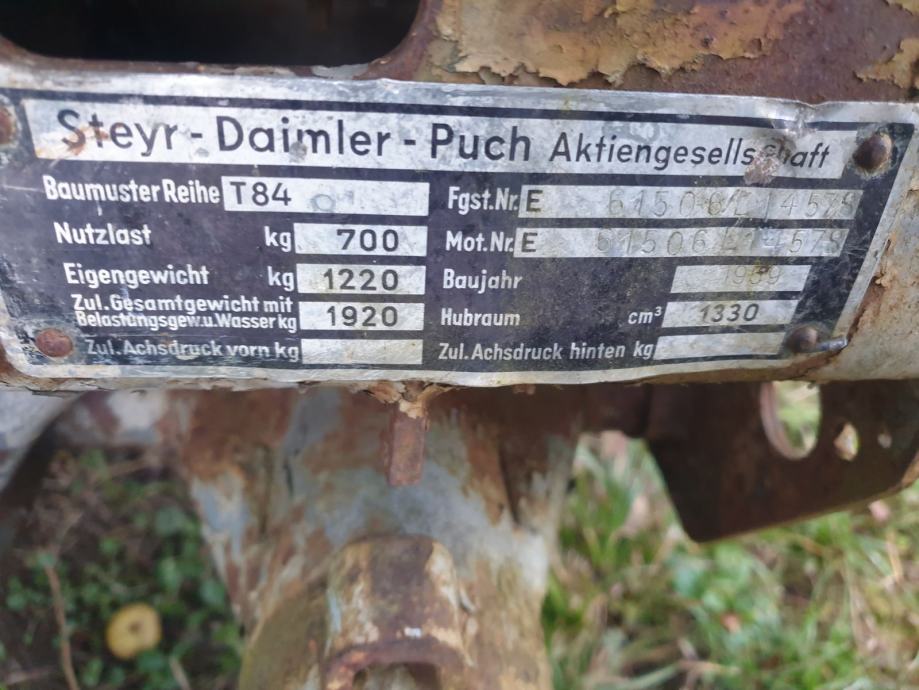 Steyr-Daimler-Puch Aktiengesellschaft
Baumuster Reihe T84 Fgst.Nr. E
Nutzlast kg 700 Mot.Nr. E
Eigengewicht kg 1220 Baujahr 1959
Zul. Gesamtgewicht mit
Belastungsgew.u.Wasser kg 1920 Hubraum cm³ 1330
Zul. Achsdruck vorn kg Zul. Achsdruck hinten kg